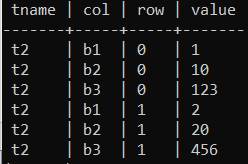 tname | col | row | value
-------+-----+-----+-------
t2 | b1 | 0 | 1
t2 | b2 | 0 | 10
t2 | b3 | 0 | 123
t2 | b1 | 1 | 2
t2 | b2 | 1 | 20
t2 | b3 | 1 | 456